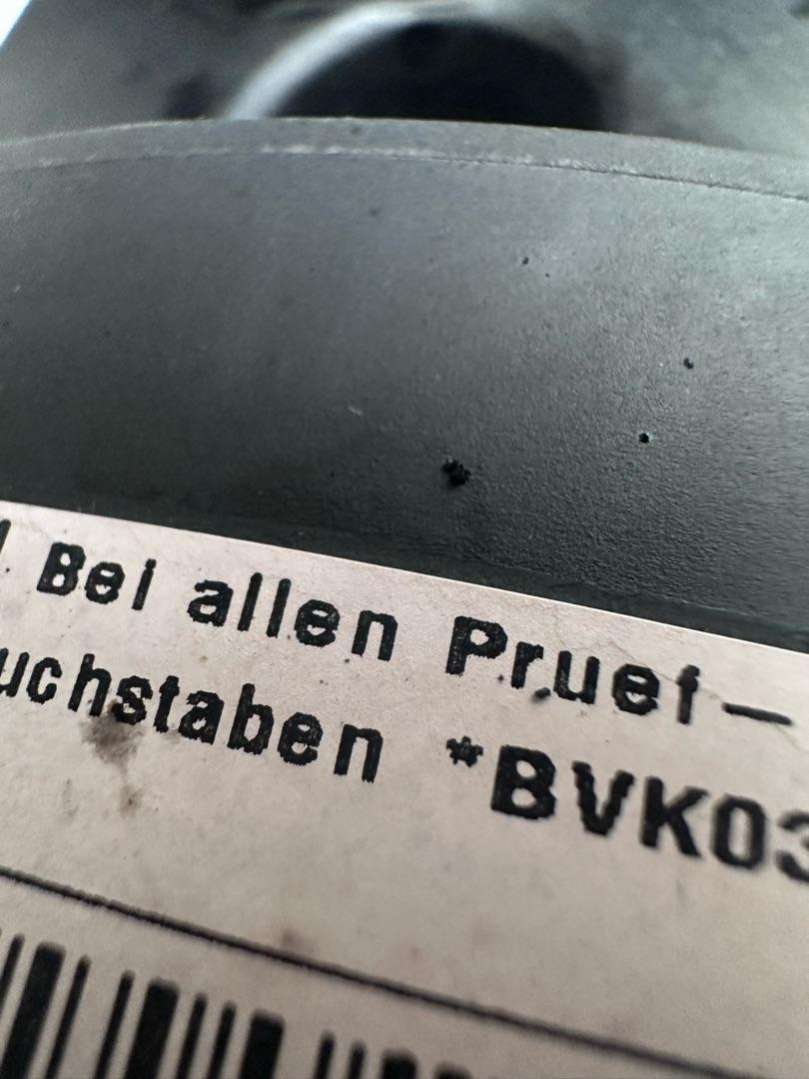 ! Bei allen Pruef-
uchstaben *BVK03